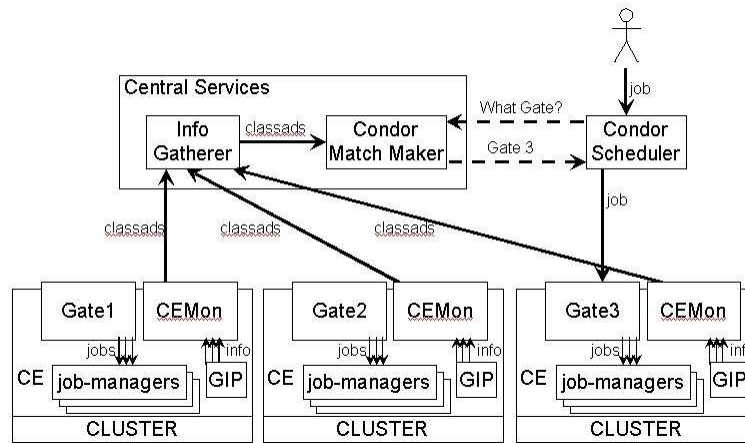 Central Services
Info
Gatherer
classads
Condor
Match Maker
What Gate?
Gate 3
job
Condor
Scheduler
job
classads
classads
classads
Gate1
CEMon
jobs
info
CE
job-managers
GIP
CLUSTER
Gate2
CEMon
jobs
info
CE
job-managers
GIP
CLUSTER
Gate3
CEMon
jobs
info
CE
job-managers
GIP
CLUSTER